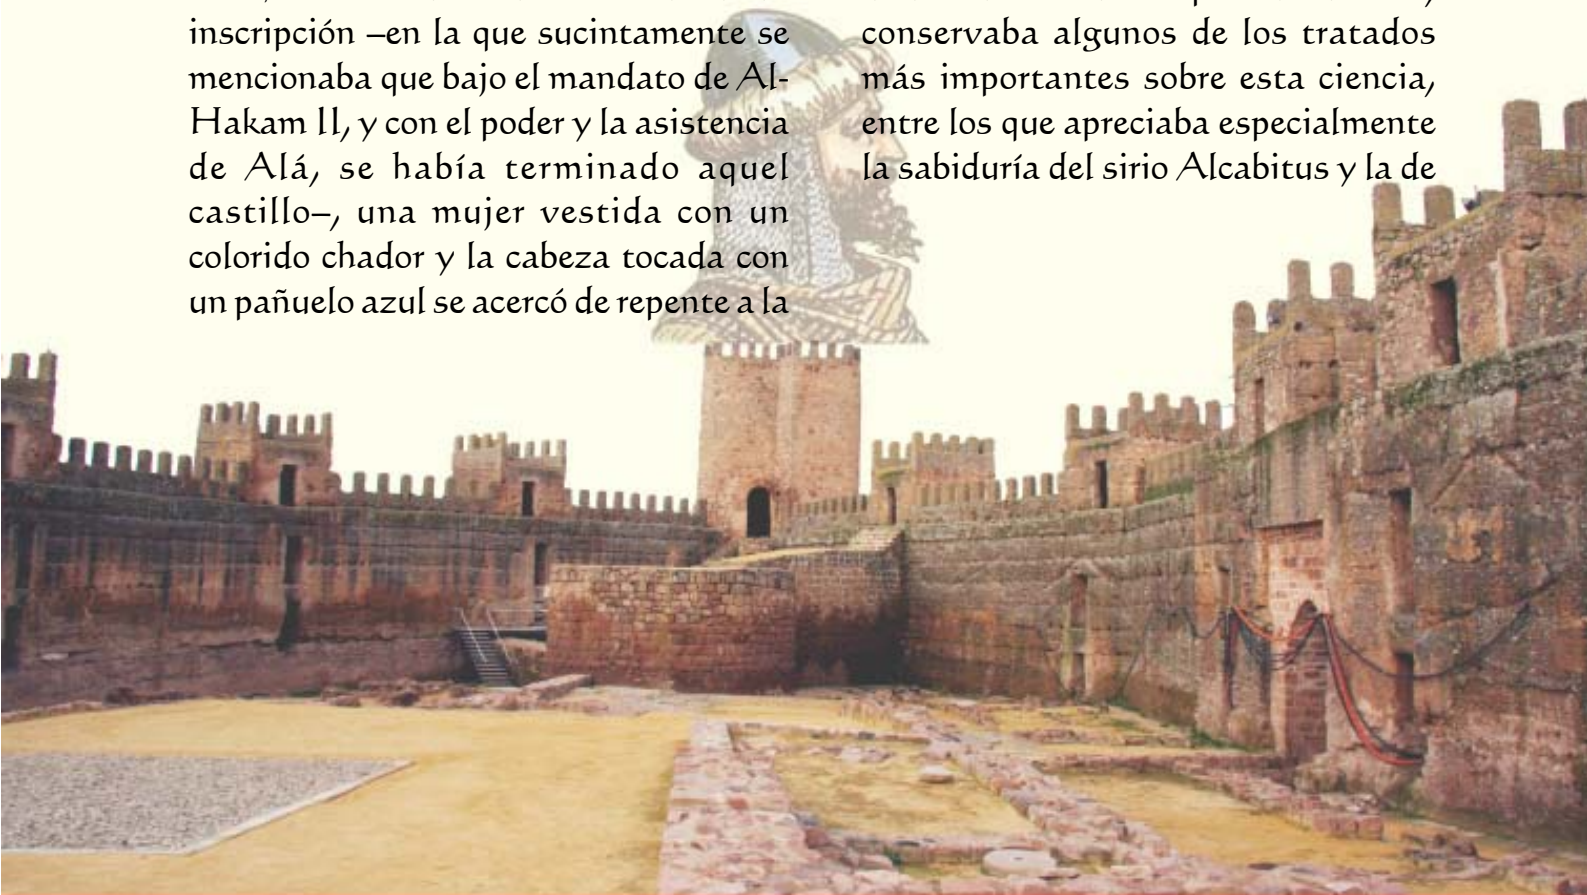 inscripción –en la que sucintamente se
mencionaba que bajo el mandato de Al-
Hakam II, y con el poder y la asistencia
de Alá, se había terminado aquel
castillo–, una mujer vestida con un
colorido chador y la cabeza tocada con
un pañuelo azul se acercó de repente a la
conservaba algunos de los tratados
más importantes sobre esta ciencia,
entre los que apreciaba especialmente
la sabiduría del sirio Alcabitus y la de